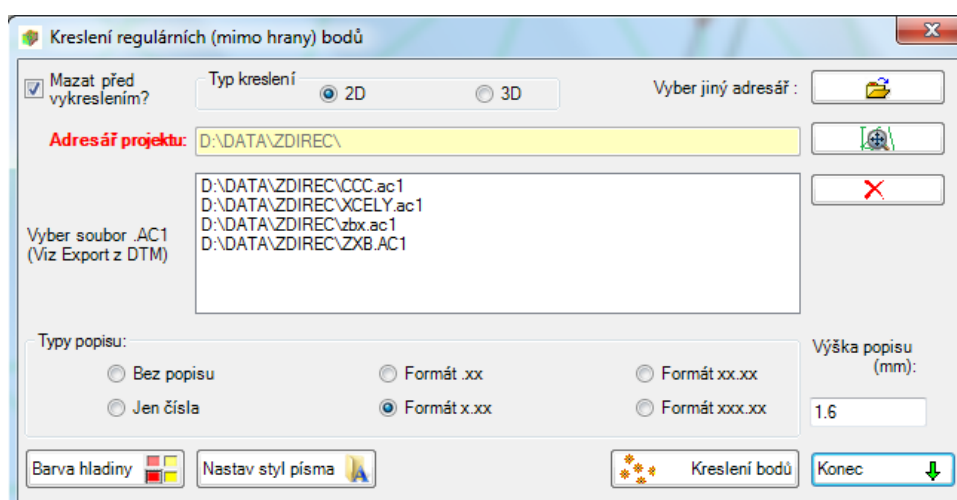 Kreslení regulárních (mimo hrany) bodů
Mazat před
vykreslením?
Typ kreslení
2D
3D
Vyber jiný adresář :
Adresář projektu:
D:\DATA\ZDIREC\
Vyber soubor .AC1
(Viz Export z DTM)
D:\DATA\ZDIREC\CCC.ac1
D:\DATA\ZDIREC\XCELY.ac1
D:\DATA\ZDIREC\zbx.ac1
D:\DATA\ZDIREC\ZXB.AC1
Typy popisu:
Bez popisu
Formát .xx
Formát xx.xx
Jen čísla
Formát x.xx
Formát xxx.xx
Výška popisu
(mm):
1.6
Barva hladiny
Nastav styl písma
Kreslení bodů
Konec